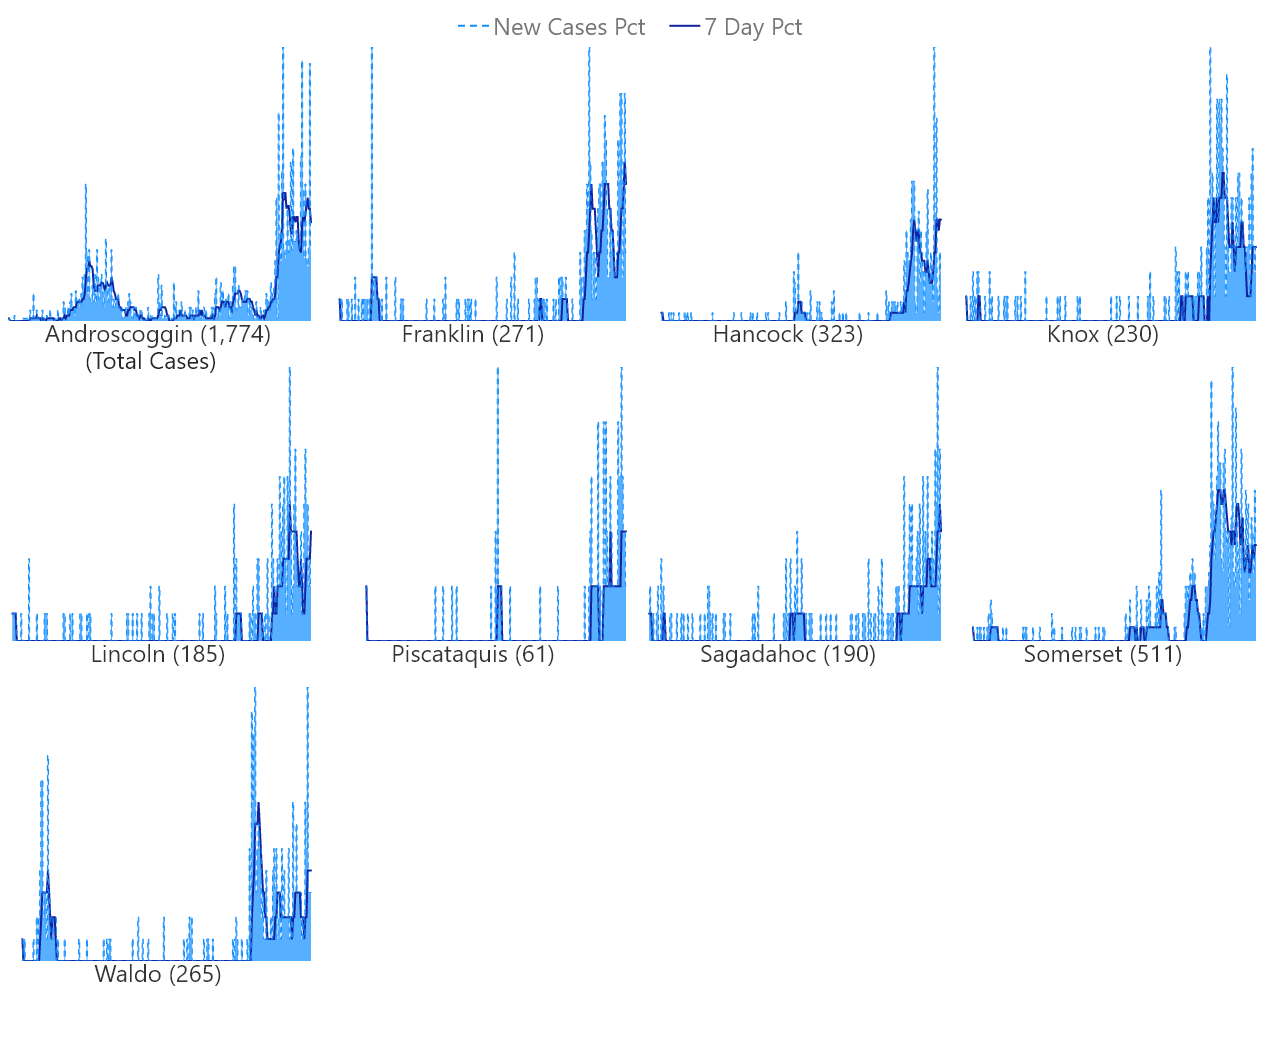 New Cases Pct 7 Day Pct
Androscoggin (1,774) Franklin (271) Hancock (323) Knox (230)
(Total Cases)
Lincoln (185) Piscataquis (61) Sagadahoc (190) Somerset (511)
Waldo (265)